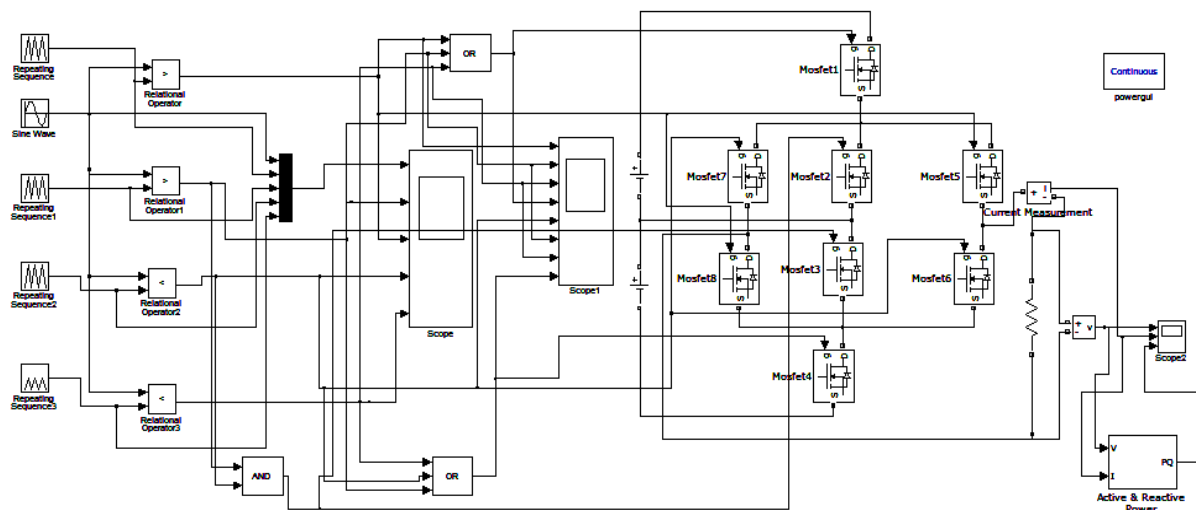 Repeating
Sequence
>
Relational
Operator
OR
g
D
S
Mosfet1
Continuous
powergui
Sine Wave
Repeating
Sequence1
>
Relational
Operator1
Scope
Scope1
+
g
D
S
Mosfet7
g
D
S
Mosfet2
g
D
S
Mosfet5
+
-
i
Current Measurement
Repeating
Sequence2
<
Relational
Operator2
+
g
D
S
Mosfet8
g
D
S
Mosfet3
g
D
S
Mosfet6
+
-
v
Scope2
Repeating
Sequence3
<
Relational
Operator3
g
D
S
Mosfet4
AND
OR
V
I
PQ
Active & Reactive
Power